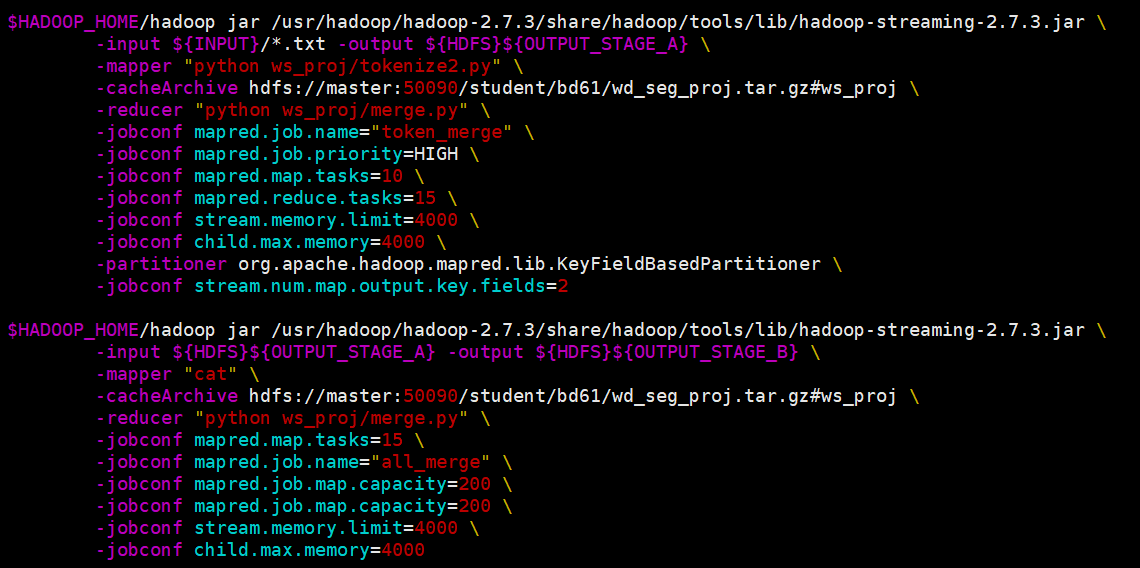 $HADOOP_HOME/hadoop jar /usr/hadoop/hadoop-2.7.3/share/hadoop/tools/lib/hadoop-streaming-2.7.3.jar \
        -input ${INPUT}/*.txt -output ${HDFS}${OUTPUT_STAGE_A} \
        -mapper "python ws_proj/tokenize2.py" \
        -cacheArchive hdfs://master:50090/student/bd61/wd_seg_proj.tar.gz#ws_proj \
        -reducer "python ws_proj/merge.py" \
        -jobconf mapred.job.name="token_merge" \
        -jobconf mapred.job.priority=HIGH \
        -jobconf mapred.map.tasks=10 \
        -jobconf mapred.reduce.tasks=15 \
        -jobconf stream.memory.limit=4000 \
        -jobconf child.max.memory=4000 \
        -partitioner org.apache.hadoop.mapred.lib.KeyFieldBasedPartitioner \
        -jobconf stream.num.map.output.key.fields=2

$HADOOP_HOME/hadoop jar /usr/hadoop/hadoop-2.7.3/share/hadoop/tools/lib/hadoop-streaming-2.7.3.jar \
        -input ${HDFS}${OUTPUT_STAGE_A} -output ${HDFS}${OUTPUT_STAGE_B} \
        -mapper "cat" \
        -cacheArchive hdfs://master:50090/student/bd61/wd_seg_proj.tar.gz#ws_proj \
        -reducer "python ws_proj/merge.py" \
        -jobconf mapred.map.tasks=15 \
        -jobconf mapred.job.name="all_merge" \
        -jobconf mapred.job.map.capacity=200 \
        -jobconf mapred.job.map.capacity=200 \
        -jobconf stream.memory.limit=4000 \
        -jobconf child.max.memory=4000